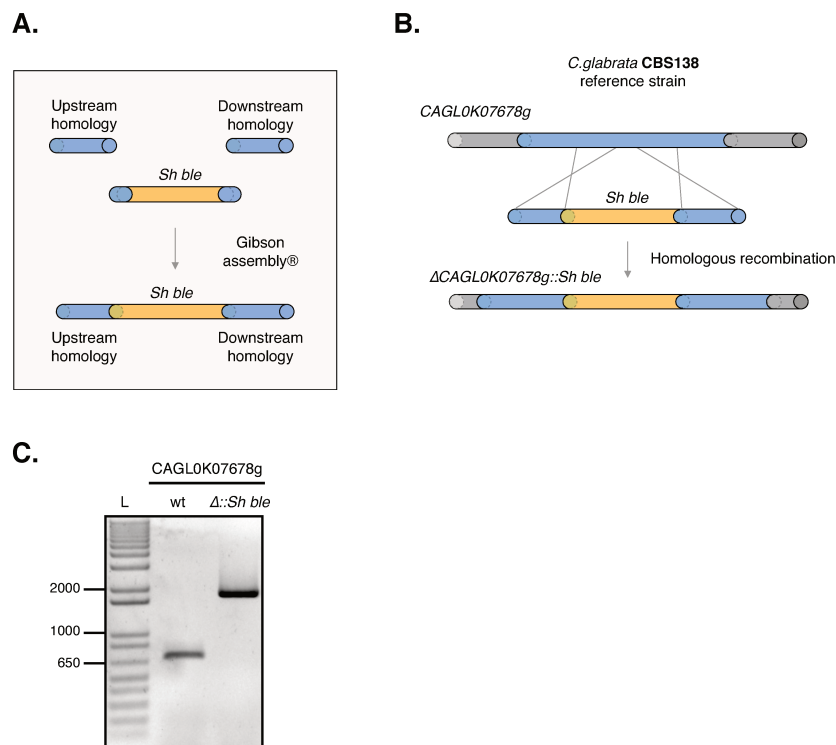 A.
Upstream
homology
Downstream
homology
Sh ble
Gibson
assembly®
Sh ble
Upstream
homology
Downstream
homology
B.
C.glabrata CBS138
reference strain
CAGL0K07678g
Sh ble
Homologous recombination
ΔCAGL0K07678g::Sh ble
C.
CAGL0K07678g
L wt Δ::Sh ble
2000
1000
650